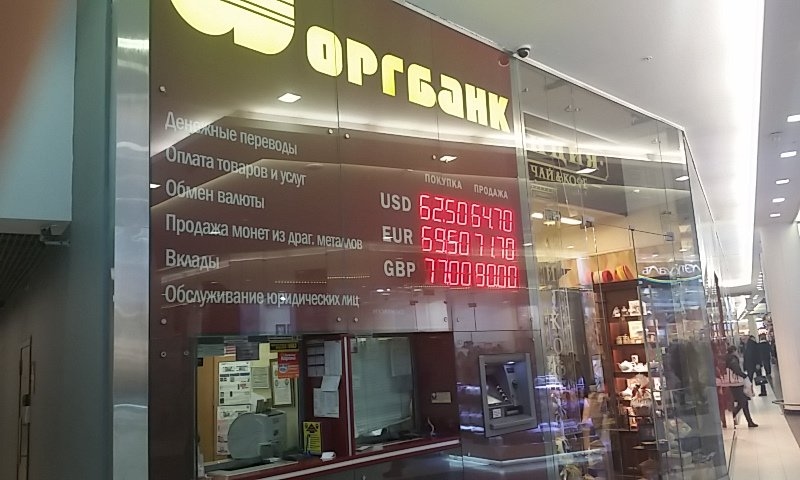 ОРГБАНК
Денежные переводы
Оплата товаров и услуг
Обмен валюты
Продажа монет из драг. металлов
Вклады
Обслуживание юридических лиц
ПОКУПКА ПРОДАЖА
USD 62.50 64.70
EUR 69.50 71.70
GBP 77.00 90.00